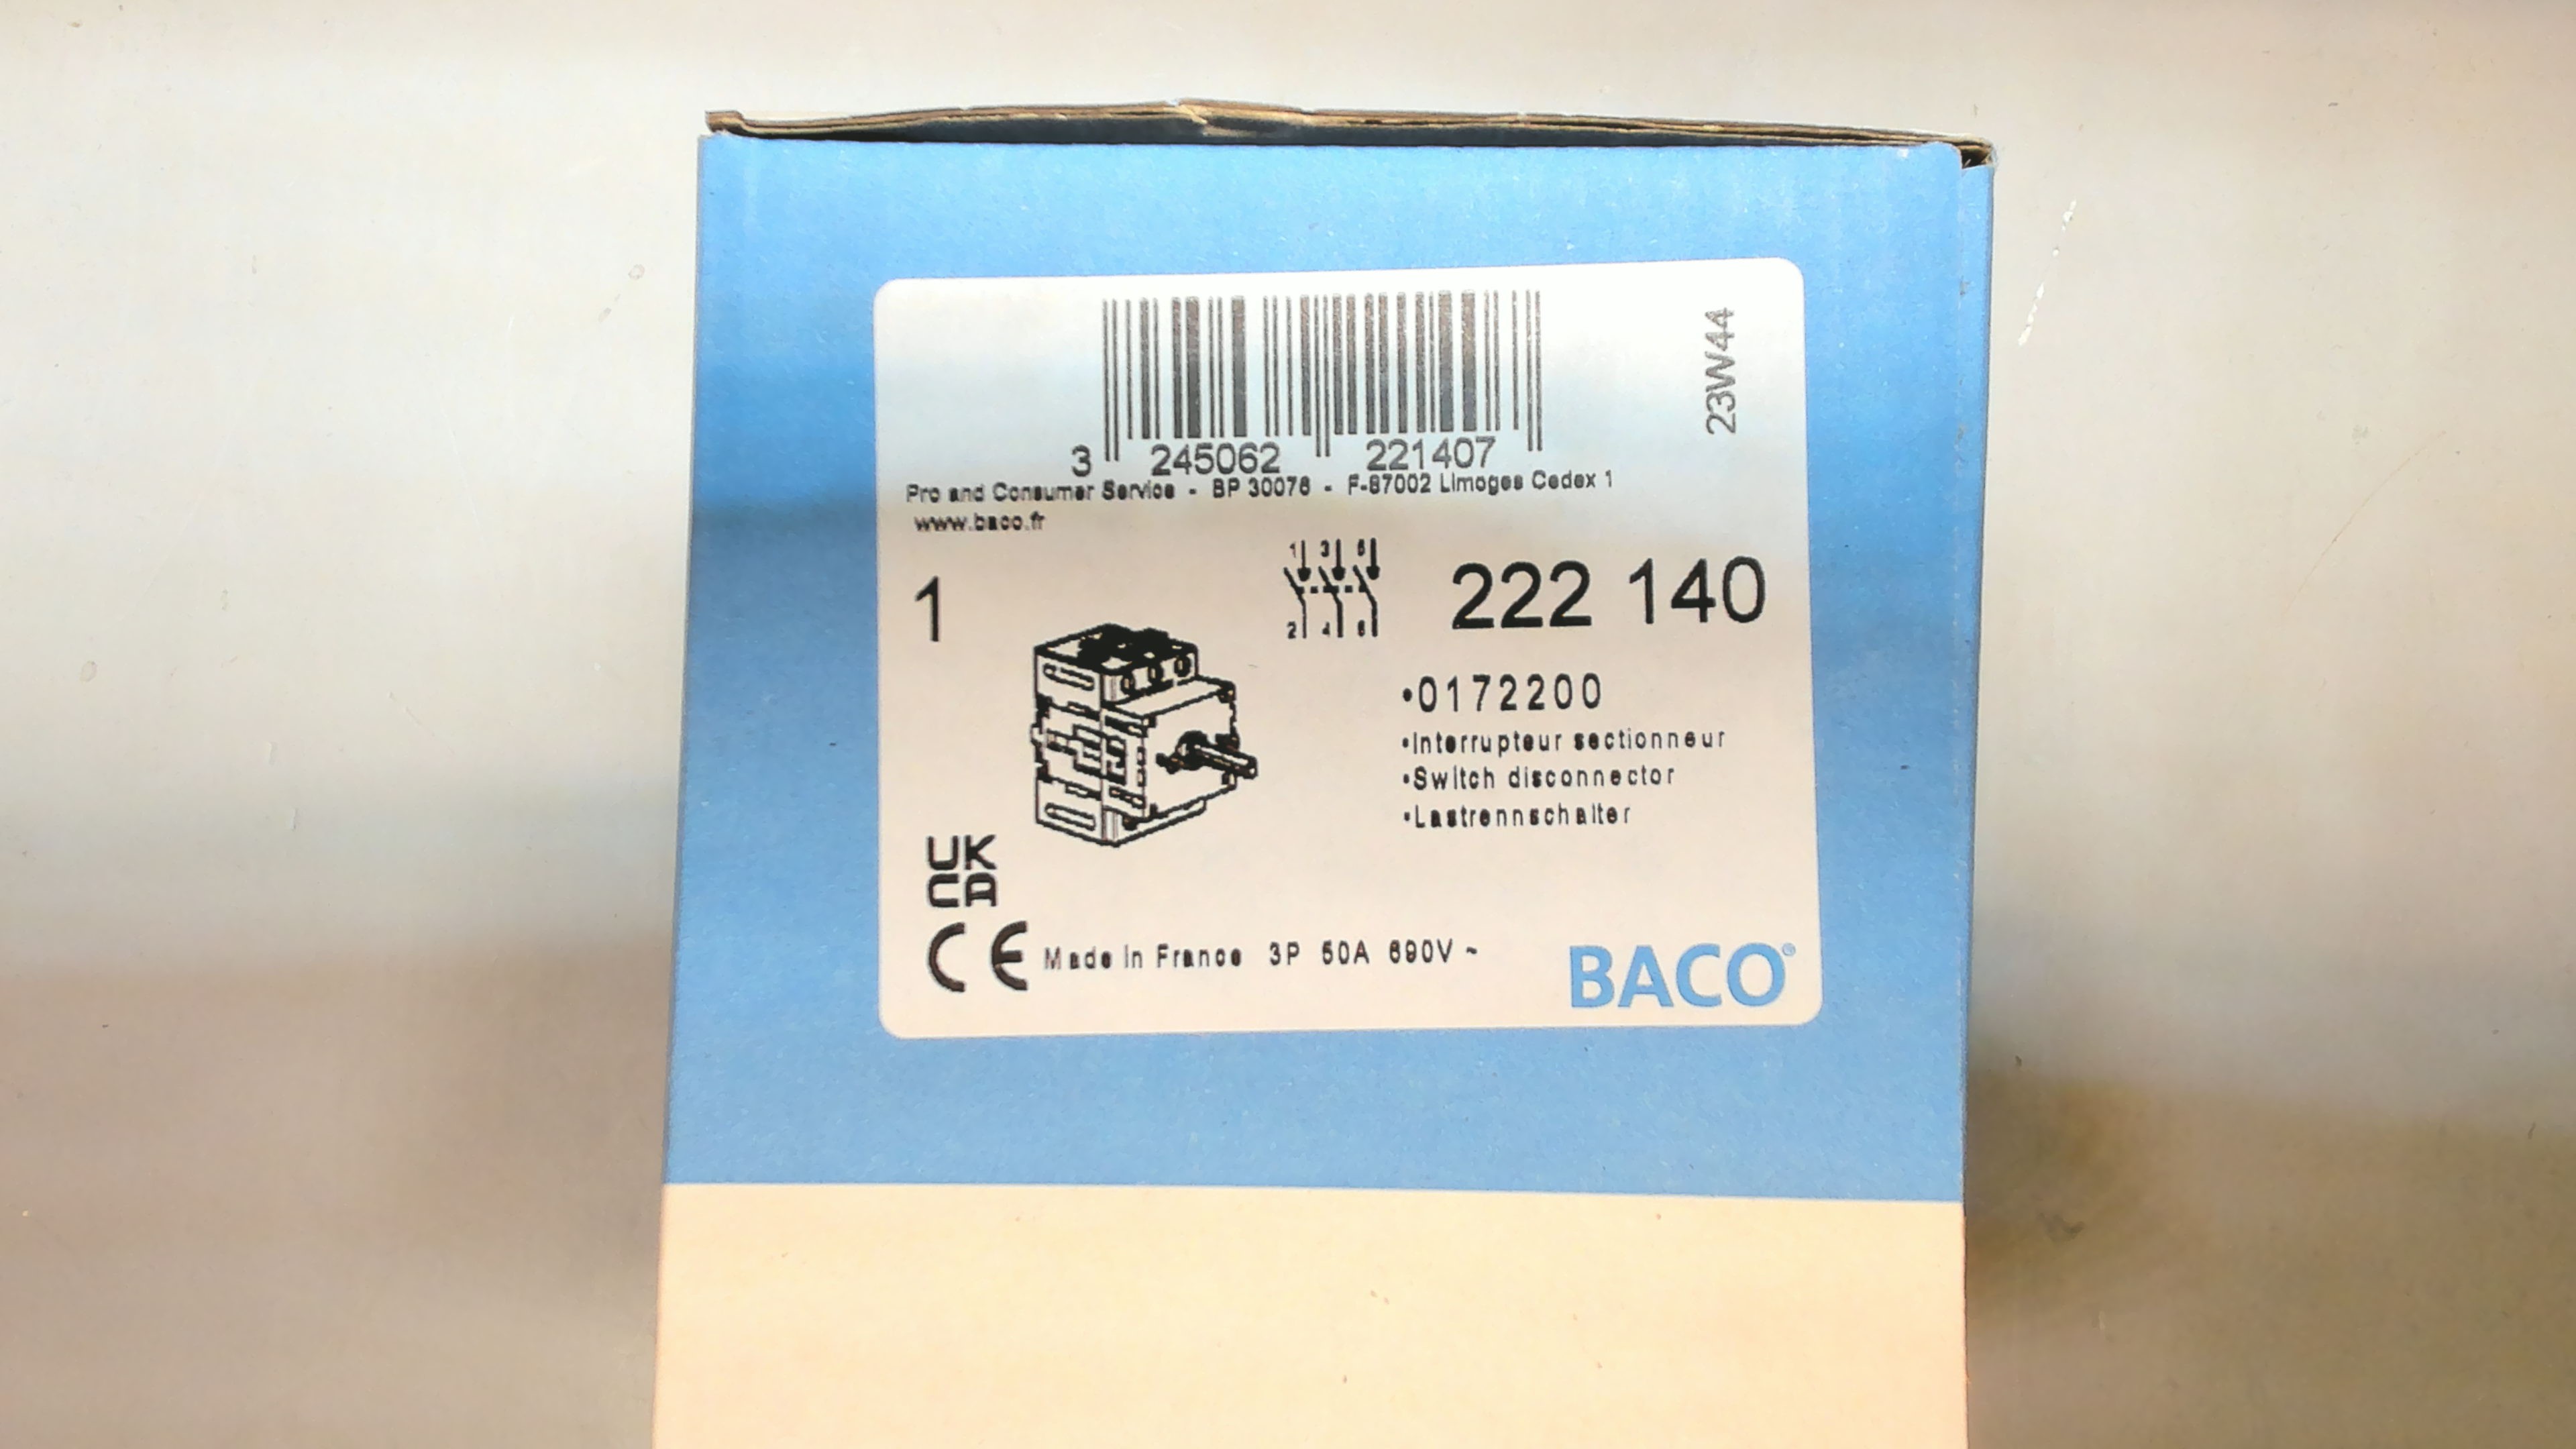 23W44
3 245062 221407
Pro and Consumer Service - BP 30076 - F-87002 Limoges Cedex 1
www.baco.fr
1 3 5
2 4 6
1
222 140
•0172200
•Interrupteur sectionneur
•Switch disconnector
•Lastrennschalter
UK
CA
CE Made in France 3P 50A 690V ~
BACO®